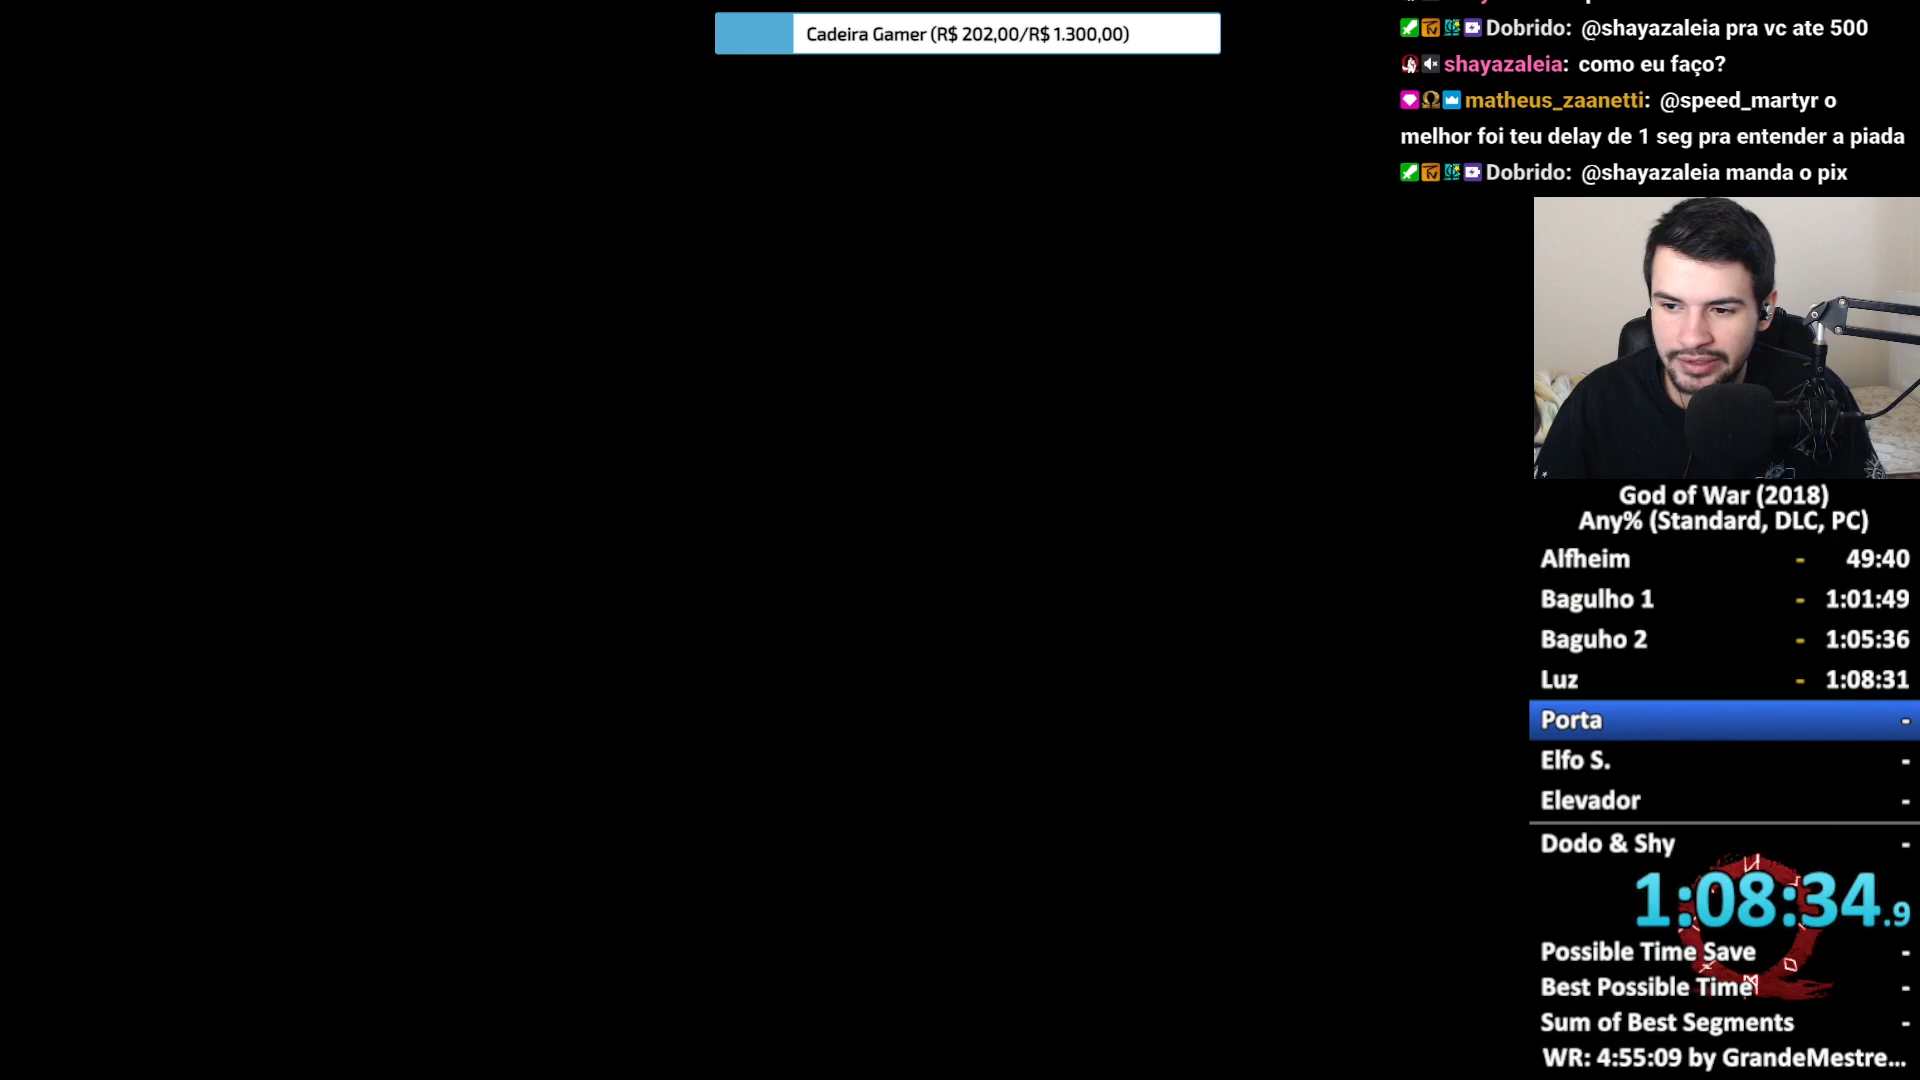 Cadeira Gamer (R$ 202,00/R$ 1.300,00)
Dobrido: @shayazaleia pra vc ate 500
shayazaleia: como eu faço?
matheus_zaanetti: @speed_martyr o
melhor foi teu delay de 1 seg pra entender a piada
Dobrido: @shayazaleia manda o pix
God of War (2018)
Any% (Standard, DLC, PC)
Alfheim - 49:40
Bagulho 1 - 1:01:49
Baguho 2 - 1:05:36
Luz - 1:08:31
Porta -
Elfo S. -
Elevador -
Dodo & Shy -
1:08:34.9
Possible Time Save -
Best Possible Time -
Sum of Best Segments -
WR: 4:55:09 by GrandeMestre...